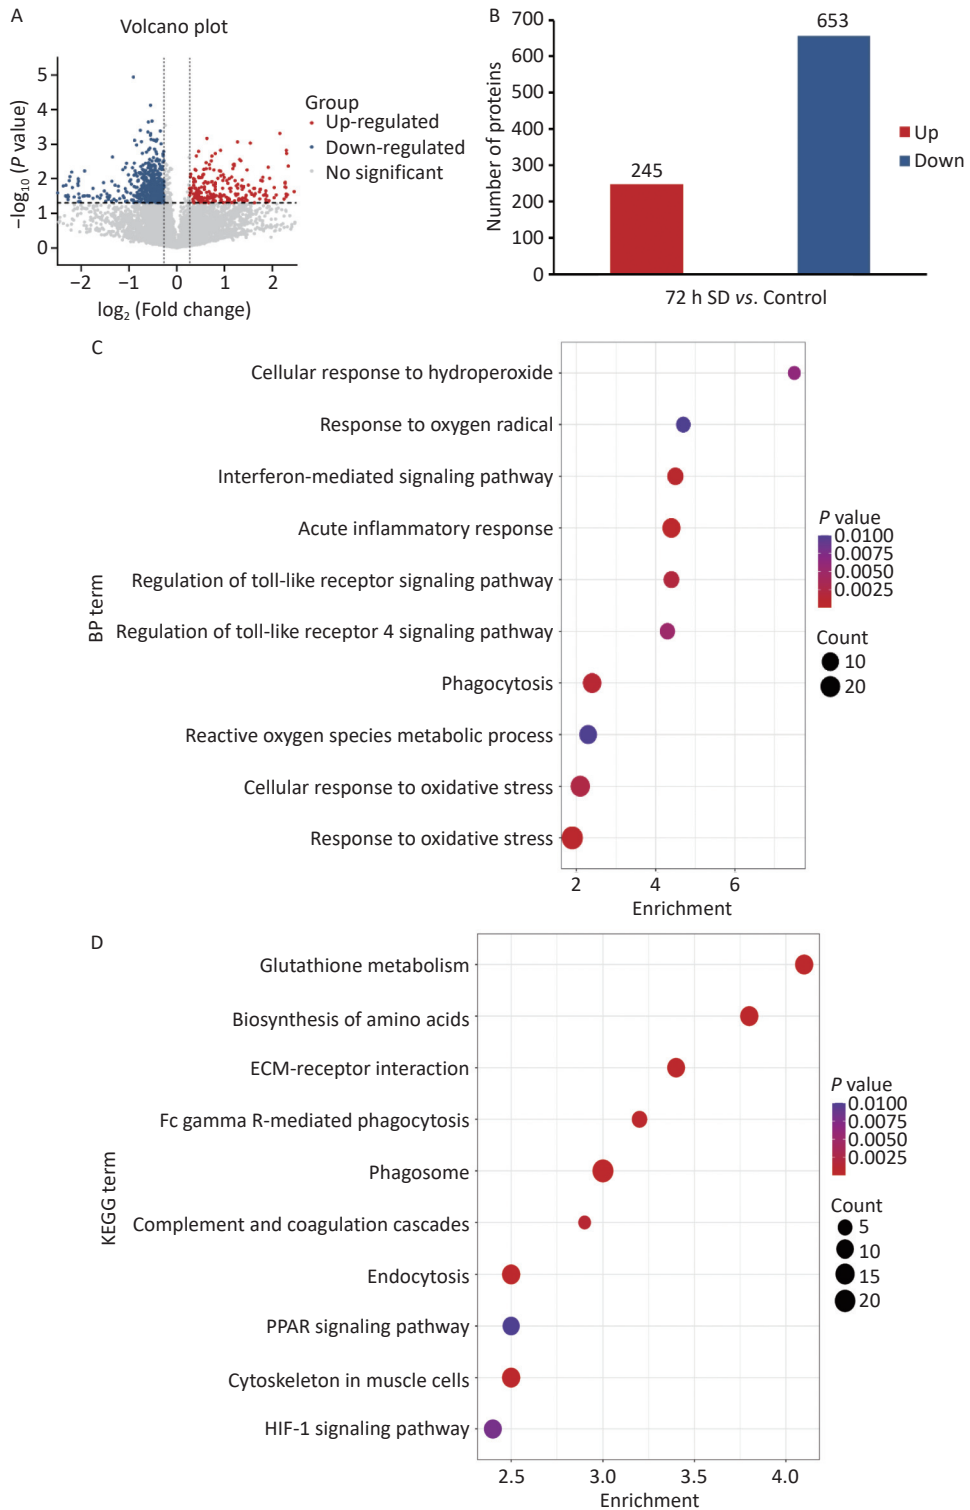 A
Volcano plot
−log10 (P value)
5
4
3
2
1
0
−2 −1 0 1 2
log2 (Fold change)
Group
Up-regulated
Down-regulated
No significant
B
Number of proteins
700
600
500
400
300
200
100
0
245
653
72 h SD vs. Control
Up
Down
C
BP term
Cellular response to hydroperoxide
Response to oxygen radical
Interferon-mediated signaling pathway
Acute inflammatory response
Regulation of toll-like receptor signaling pathway
Regulation of toll-like receptor 4 signaling pathway
Phagocytosis
Reactive oxygen species metabolic process
Cellular response to oxidative stress
Response to oxidative stress
2 4 6
Enrichment
P value
0.0100
0.0075
0.0050
0.0025
Count
10
20
D
KEGG term
Glutathione metabolism
Biosynthesis of amino acids
ECM-receptor interaction
Fc gamma R-mediated phagocytosis
Phagosome
Complement and coagulation cascades
Endocytosis
PPAR signaling pathway
Cytoskeleton in muscle cells
HIF-1 signaling pathway
2.5 3.0 3.5 4.0
Enrichment
P value
0.0100
0.0075
0.0050
0.0025
Count
5
10
15
20